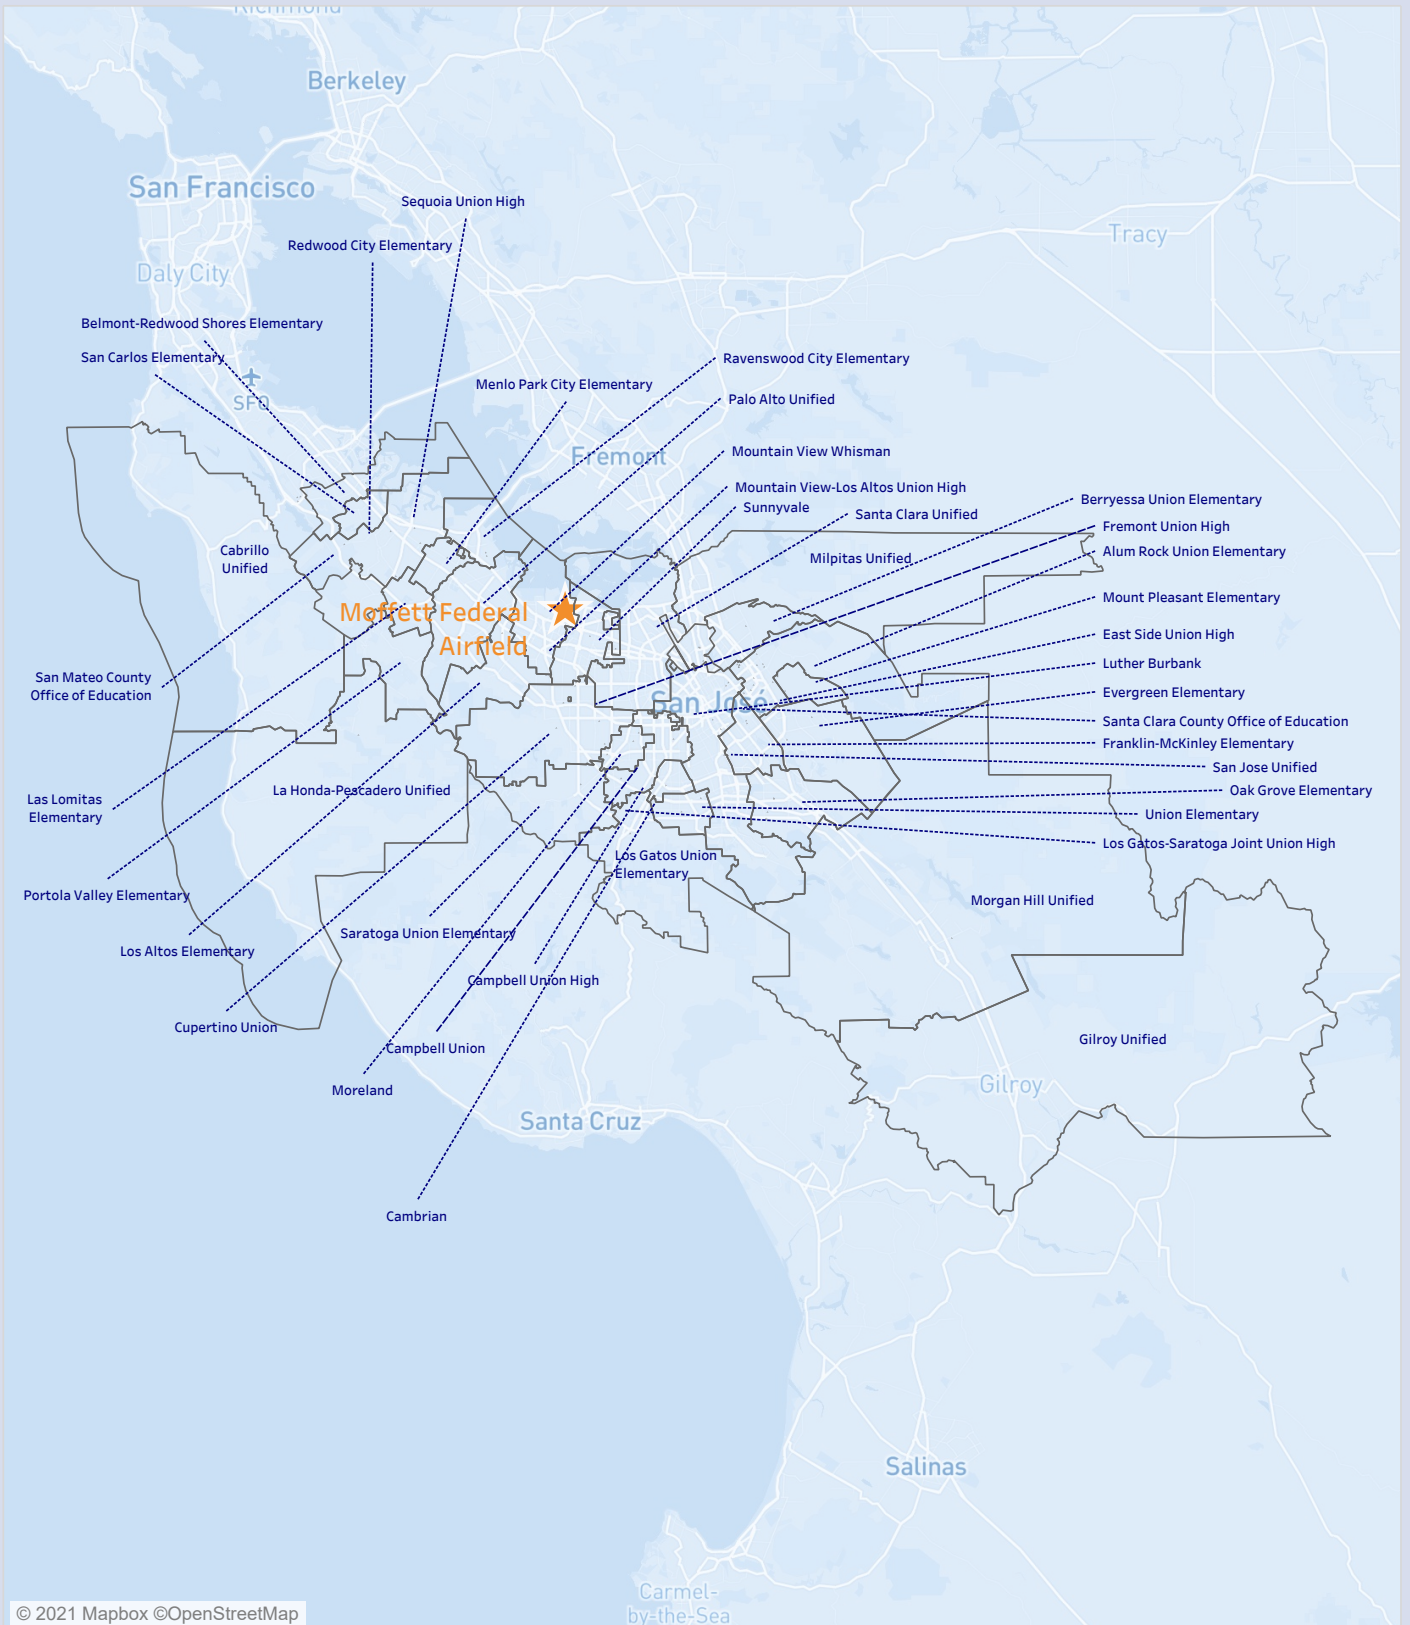 Richmond
Berkeley
San Francisco
Sequoia Union High
Redwood City Elementary
Tracy
Daly City
Belmont-Redwood Shores Elementary
San Carlos Elementary
SFO
Ravenswood City Elementary
Menlo Park City Elementary
Palo Alto Unified
Mountain View Whisman
Fremont
Mountain View-Los Altos Union High
Sunnyvale
Santa Clara Unified
Berryessa Union Elementary
Fremont Union High
Cabrillo
Unified
Milpitas Unified
Alum Rock Union Elementary
Moffett Federal
Airfield
Mount Pleasant Elementary
East Side Union High
Luther Burbank
San Mateo County
Office of Education
San José
Evergreen Elementary
Santa Clara County Office of Education
Franklin-McKinley Elementary
San Jose Unified
La Honda-Pescadero Unified
Oak Grove Elementary
Las Lomitas
Elementary
Union Elementary
Los Gatos-Saratoga Joint Union High
Los Gatos Union
Elementary
Portola Valley Elementary
Morgan Hill Unified
Saratoga Union Elementary
Los Altos Elementary
Campbell Union High
Cupertino Union
Gilroy Unified
Campbell Union
Moreland
Gilroy
Santa Cruz
Cambrian
Salinas
Carmel-
by-the-Sea
© 2021 Mapbox ©OpenStreetMap